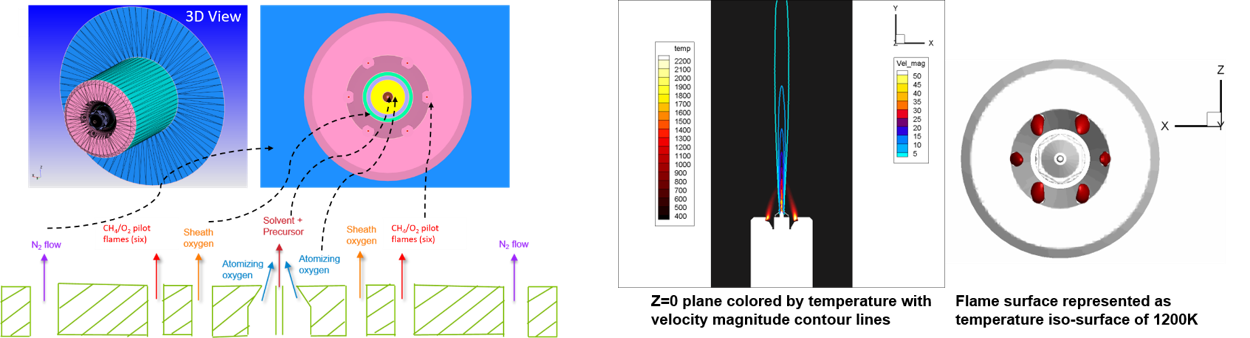 3D View
N2 flow
CH4/O2 pilot
flames (six)
Sheath
oxygen
Atomizing
oxygen
Solvent +
Precursor
Atomizing
oxygen
Sheath
oxygen
CH4/O2 pilot
flames (six)
N2 flow
temp
2200
2100
2000
1900
1800
1700
1600
1500
1400
1300
1200
1100
1000
900
800
700
600
500
400
Y
Z
X
Vel_mag
50
45
40
35
30
25
20
15
10
5
Z=0 plane colored by temperature with
velocity magnitude contour lines
Z
X
Y
Flame surface represented as
temperature iso-surface of 1200K